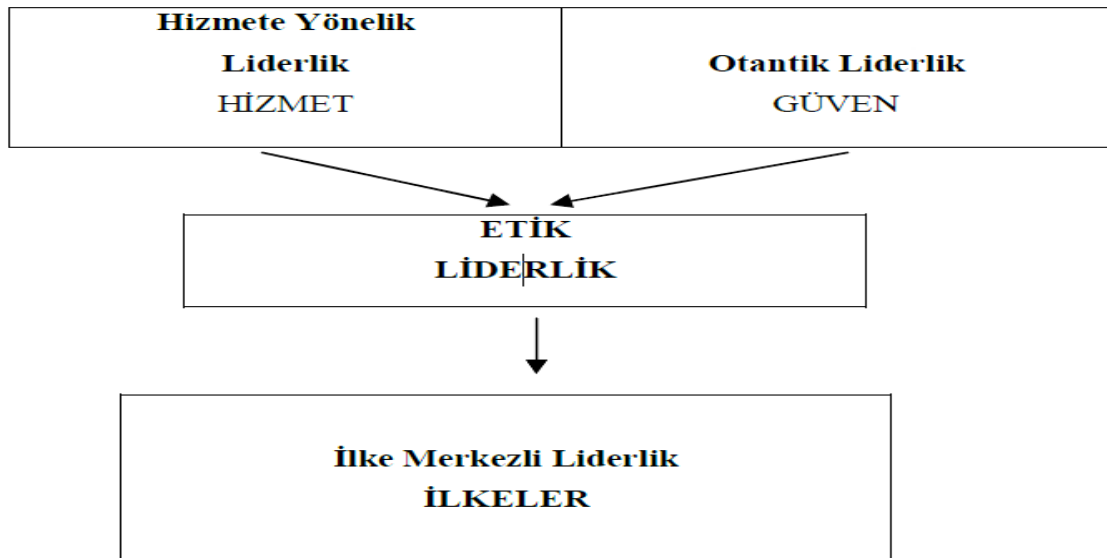 Hizmete Yönelik
Liderlik
HİZMET
Otantik Liderlik
GÜVEN
ETİK
LİDERLİK
İlke Merkezli Liderlik
İLKELER